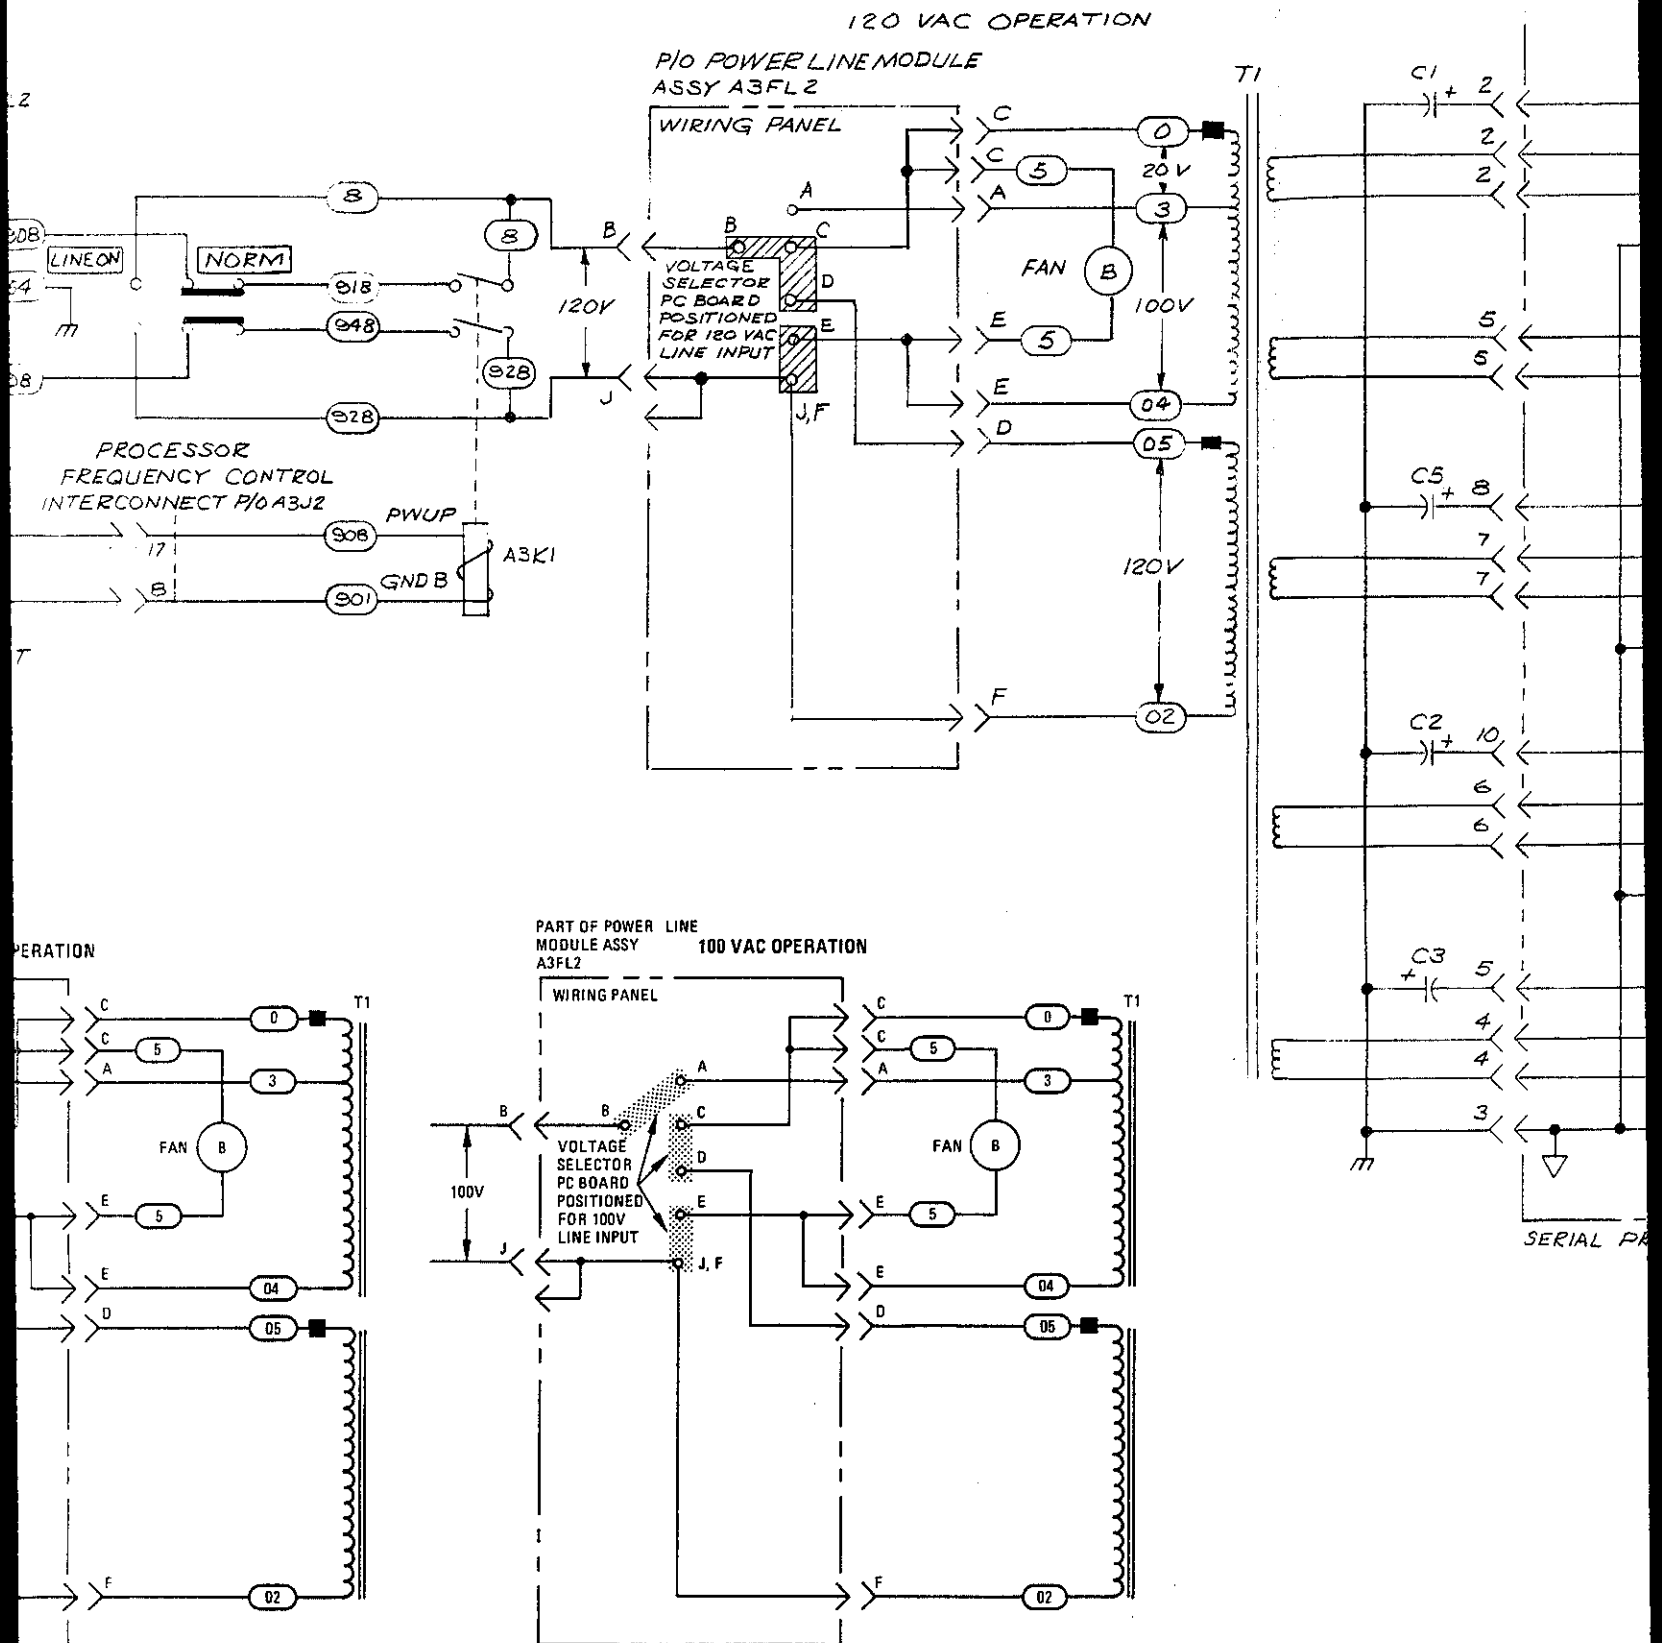 120 VAC OPERATION
P/O POWER LINE MODULE
ASSY A3FL2
WIRING PANEL
T1
C1
+
2
2
2
C
0
C
5
20V
A
A
3
8
8
B
B
C
LINE ON
NORM
VOLTAGE
SELECTOR
PC BOARD
POSITIONED
FOR 120 VAC
LINE INPUT
D
E
J,F
FAN
B
100V
918
948
120V
928
928
J
E
5
E
04
D
05
5
5
PROCESSOR
FREQUENCY CONTROL
INTERCONNECT P/O A3J2
PWUP
908
17
A3K1
GND B
8
901
120V
C5
+
8
7
7
F
02
C2
+
10
6
6
C3
+
5
4
4
3
SERIAL
PERATION
C
0
T1
C
5
A
3
FAN
B
E
5
E
04
D
05
F
02
PART OF POWER LINE
MODULE ASSY
A3FL2
100 VAC OPERATION
WIRING PANEL
C
0
T1
C
5
A
A
3
B
B
C
VOLTAGE
SELECTOR
PC BOARD
POSITIONED
FOR 100V
LINE INPUT
D
E
J, F
100V
J
FAN
B
E
5
E
04
D
05
F
02